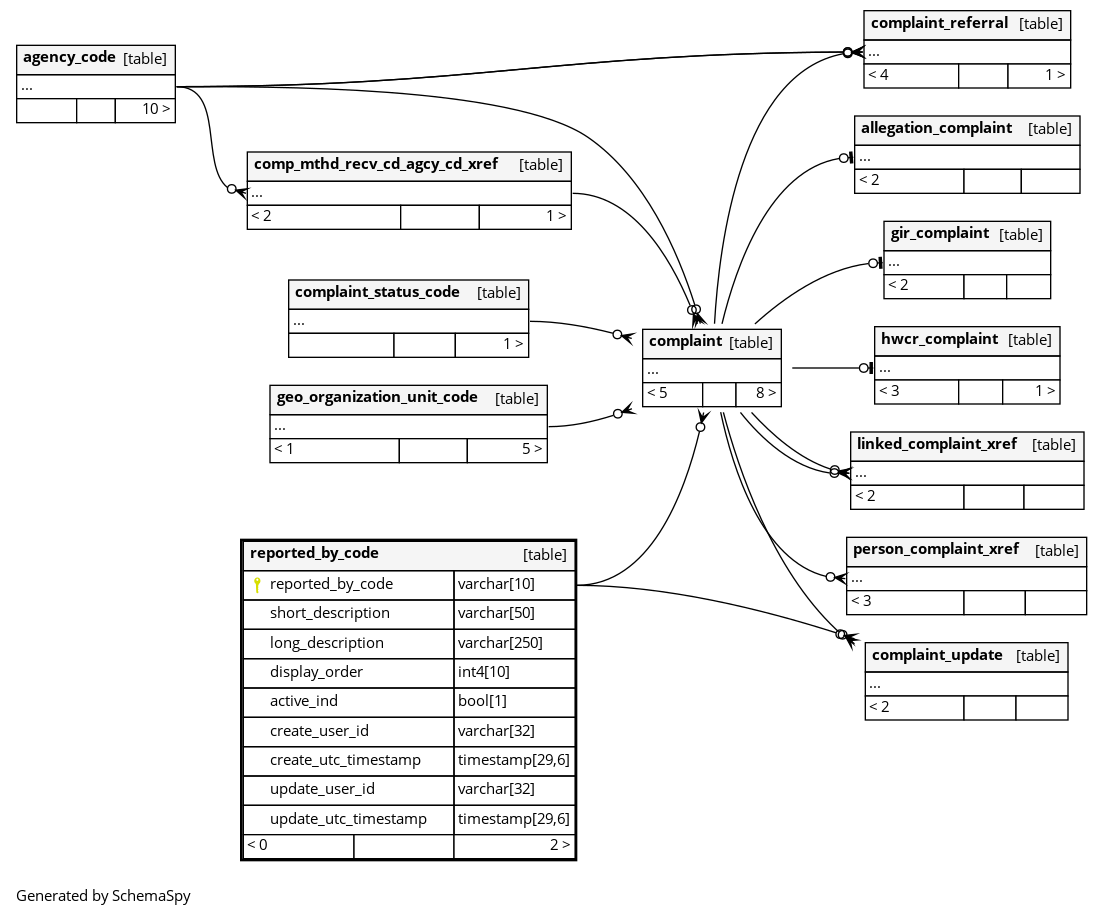 agency_code [table]
...
10 >
comp_mthd_recv_cd_agcy_cd_xref [table]
...
< 2 1 >
complaint_status_code [table]
...
1 >
geo_organization_unit_code [table]
...
< 1 5 >
reported_by_code [table]
reported_by_code varchar[10]
short_description varchar[50]
long_description varchar[250]
display_order int4[10]
active_ind bool[1]
create_user_id varchar[32]
create_utc_timestamp timestamp[29,6]
update_user_id varchar[32]
update_utc_timestamp timestamp[29,6]
< 0 2 >
complaint [table]
...
< 5 8 >
complaint_referral [table]
...
< 4 1 >
allegation_complaint [table]
...
< 2
gir_complaint [table]
...
< 2
hwcr_complaint [table]
...
< 3 1 >
linked_complaint_xref [table]
...
< 2
person_complaint_xref [table]
...
< 3
complaint_update [table]
...
< 2
Generated by SchemaSpy